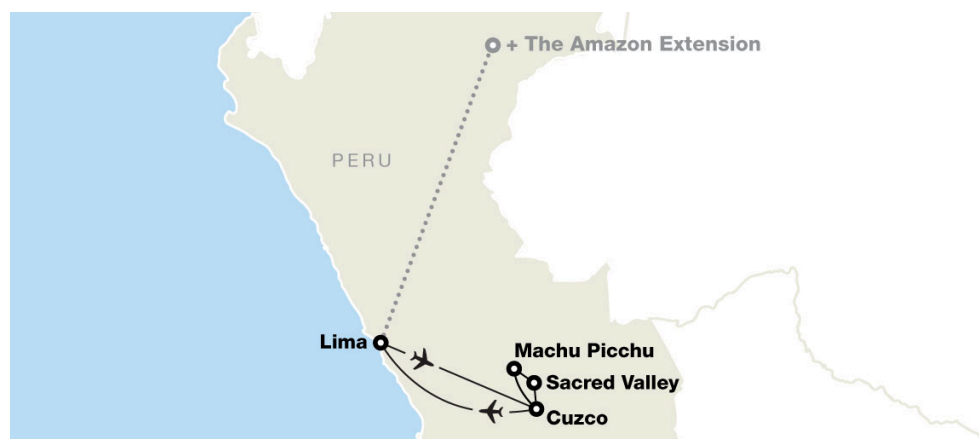 + The Amazon Extension
PERU
Lima
Machu Picchu
Sacred Valley
Cuzco